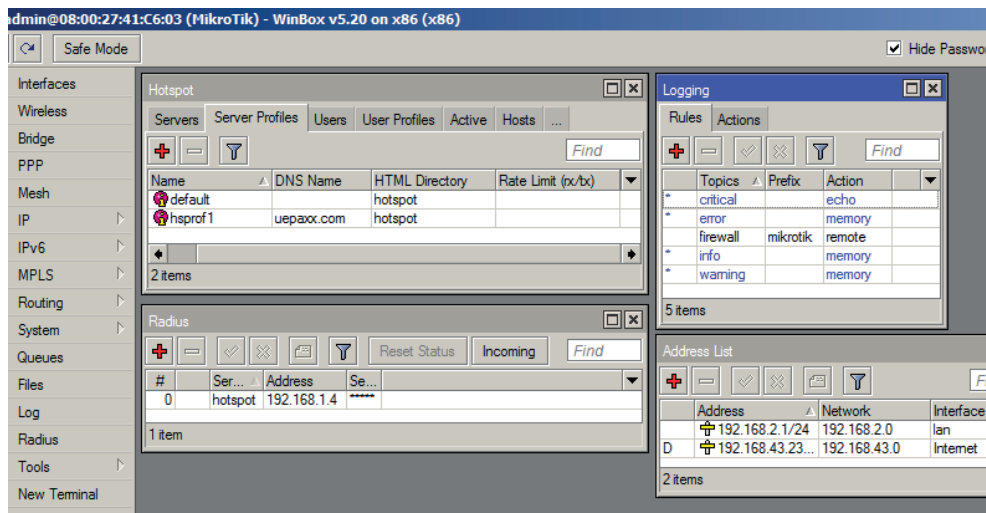 admin@08:00:27:41:C6:03 (MikroTik) - WinBox v5.20 on x86 (x86)
Safe Mode
Hide Passwo
Interfaces
Wireless
Bridge
PPP
Mesh
IP
IPv6
MPLS
Routing
System
Queues
Files
Log
Radius
Tools
New Terminal
Hotspot
Servers Server Profiles Users User Profiles Active Hosts ...
Find
Name DNS Name HTML Directory Rate Limit (rx/tx)
default hotspot
hsprof1 uepaxx.com hotspot
2 items
Radius
Reset Status Incoming Find
# Ser... Address Se...
0 hotspot 192.168.1.4 *****
1 item
Logging
Rules Actions
Find
Topics Prefix Action
* critical echo
* error memory
firewall mikrotik remote
* info memory
* warning memory
5 items
Address List
F
Address Network Interface
192.168.2.1/24 192.168.2.0 lan
D 192.168.43.23... 192.168.43.0 Internet
2 items